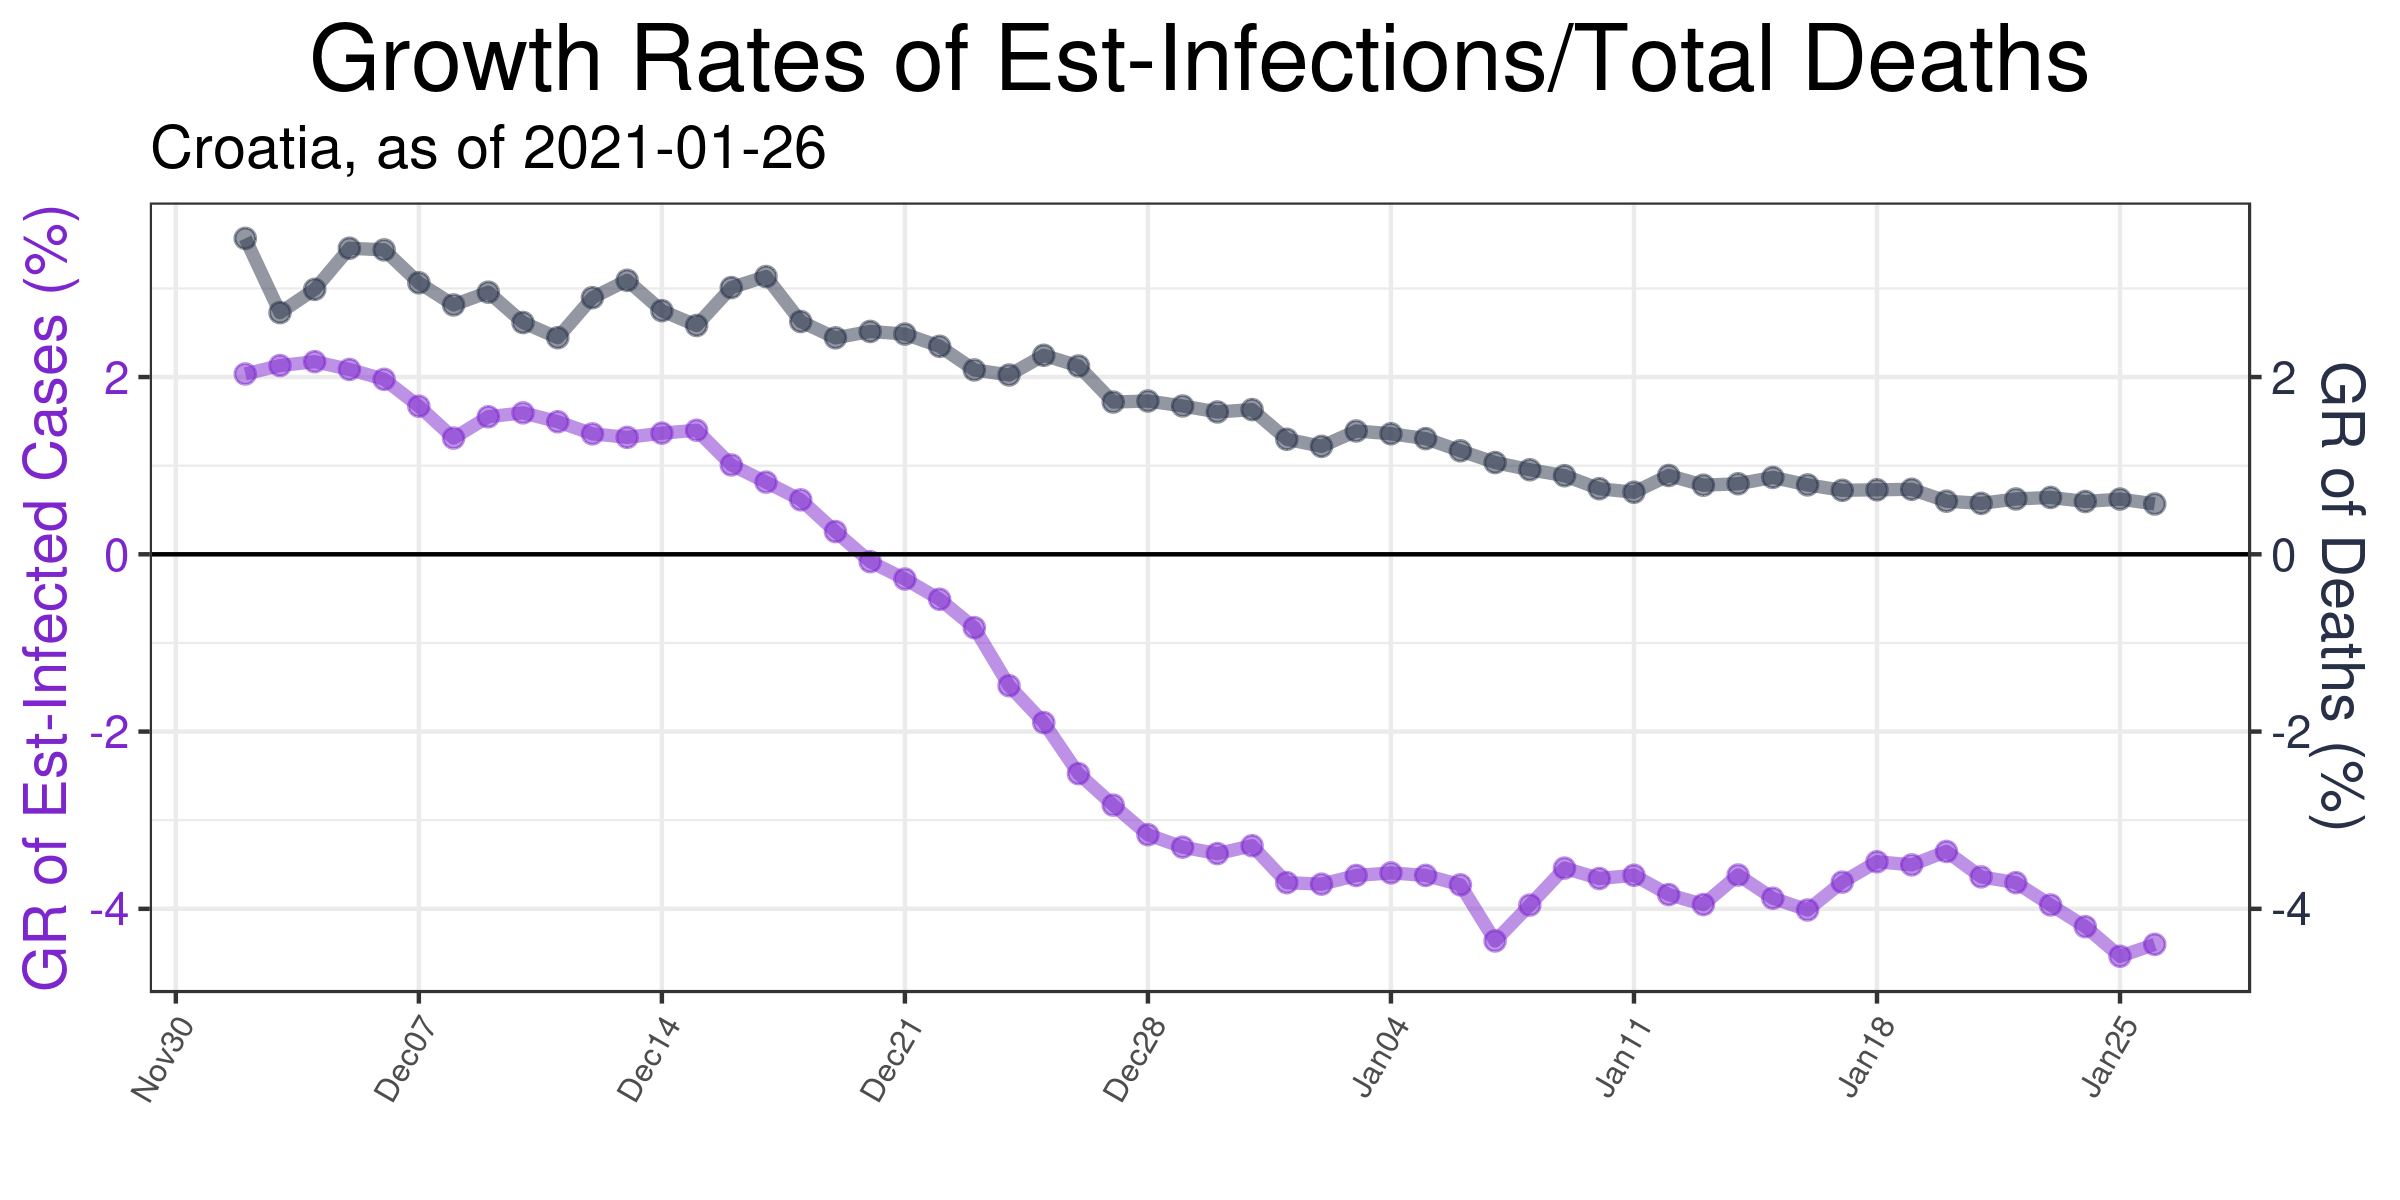 Growth Rates of Est-Infections/Total Deaths
Croatia, as of 2021-01-26
GR of Est-Infected Cases (%)
2
0
-2
-4
2
0
-2
-4
GR of Deaths (%)
Nov30
Dec07
Dec14
Dec21
Dec28
Jan04
Jan11
Jan18
Jan25